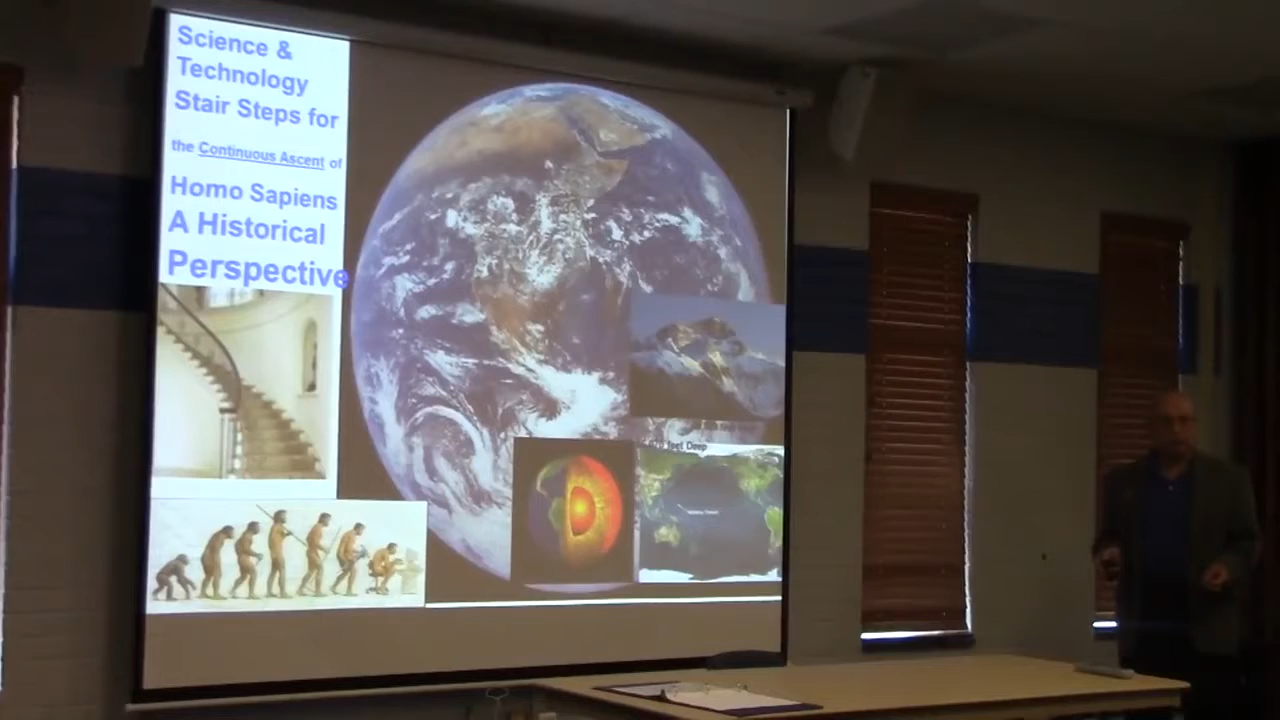 Science &
Technology
Stair Steps for
the Continuous Ascent of
Homo Sapiens
A Historical
Perspective
feet Deep